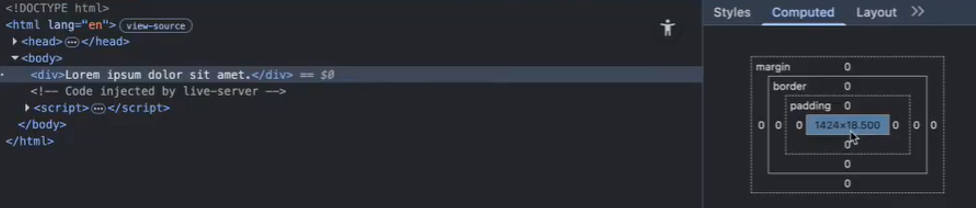 <!DOCTYPE html>
<html lang="en"> view-source
<head> ... </head>
<body>
<div>Lorem ipsum dolor sit amet.</div> == $0
<!-- Code injected by live-server -->
<script> ... </script>
</body>
</html>
Styles Computed Layout >>
margin 0
border 0
padding 0
0 0 0 1424×18.500 0 0 0
0
0
0